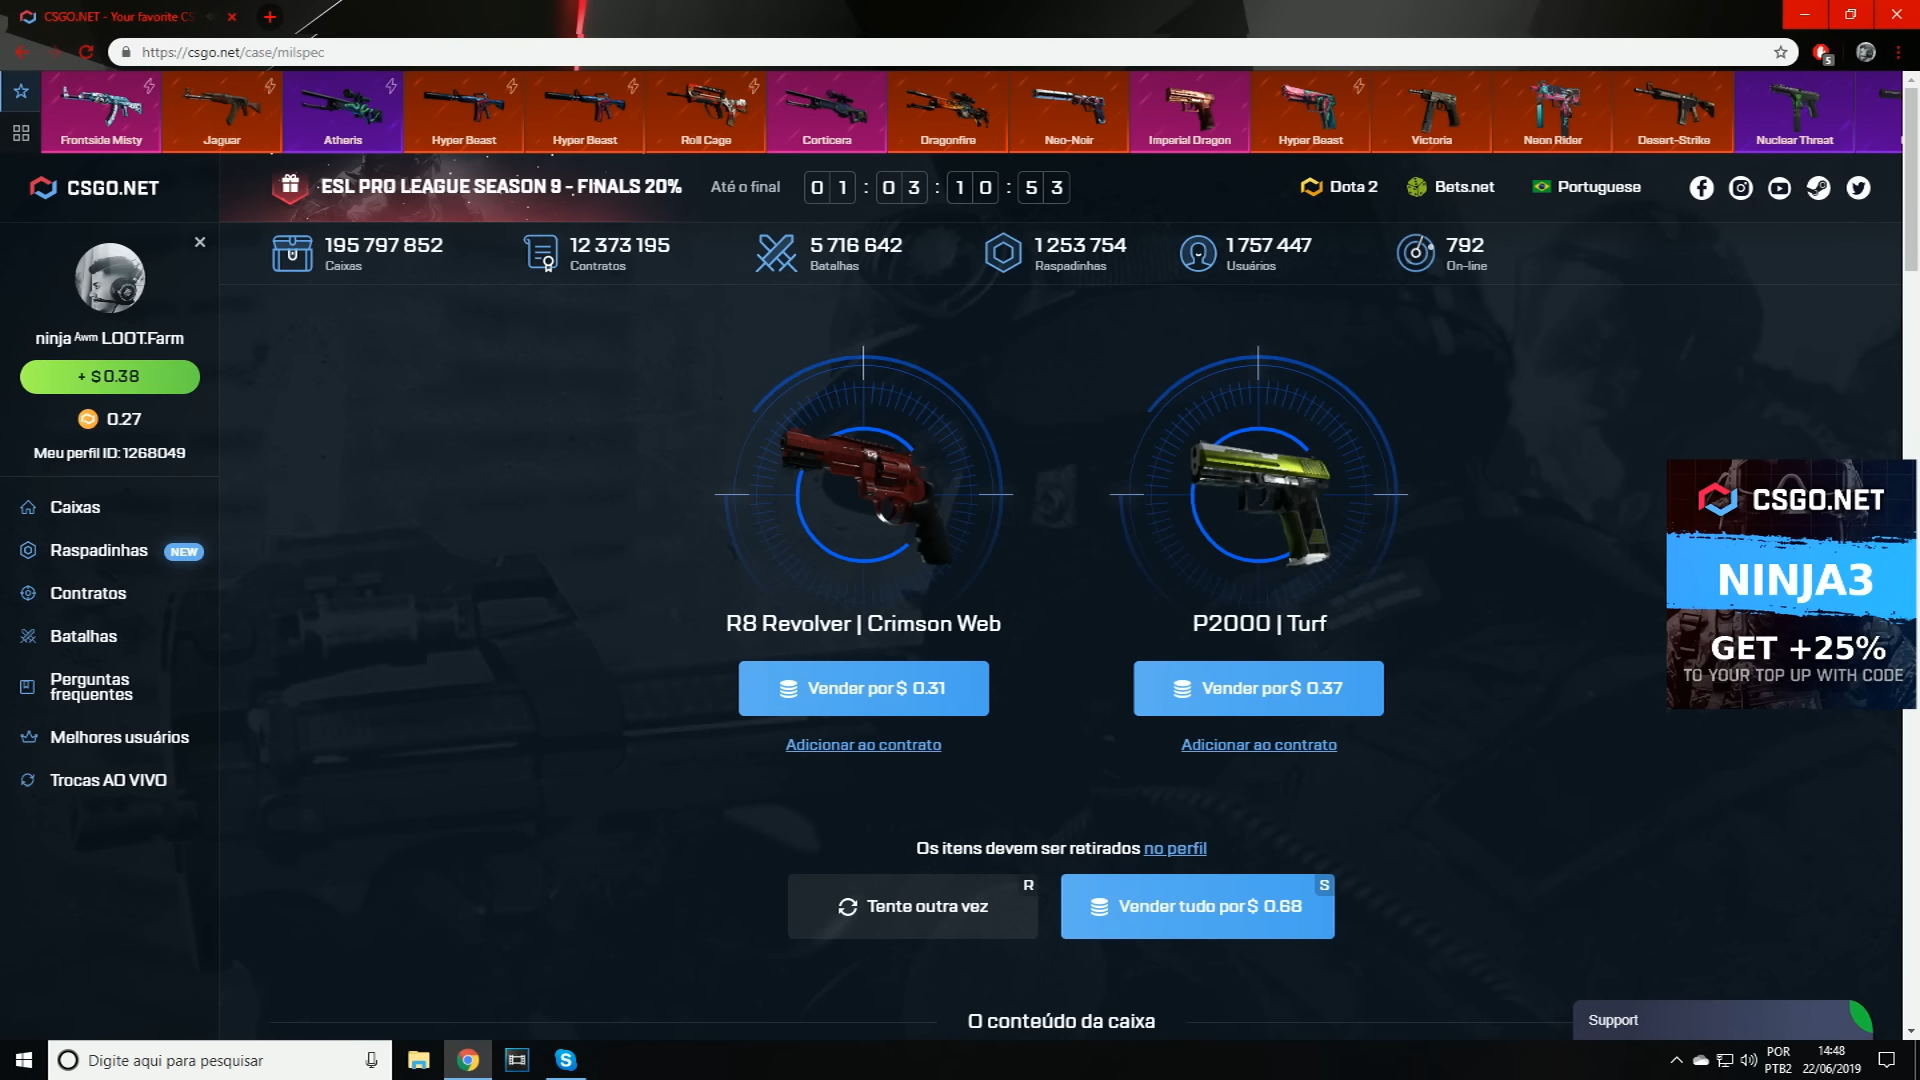 CSGO.NET - Your favorite CS
https://csgo.net/case/milspec
5
Frontside Misty
Jaguar
Atheris
Hyper Beast
Hyper Beast
Roll Cage
Corticera
Dragonfire
Neo-Noir
Imperial Dragon
Hyper Beast
Victoria
Neon Rider
Desert-Strike
Nuclear Threat
CSGO.NET
ESL PRO LEAGUE SEASON 9 - FINALS 20%
Até o final
01:03:10:53
Dota 2
Bets.net
Portuguese
195 797 852
Caixas
12 373 195
Contratos
5 716 642
Batalhas
1 253 754
Raspadinhas
1 757 447
Usuários
792
On-line
ninja ᴬʷᵐ LOOT.Farm
+ $ 0.38
0.27
Meu perfil ID: 1268049
Caixas
Raspadinhas NEW
Contratos
Batalhas
Perguntas
frequentes
Melhores usuários
Trocas AO VIVO
R8 Revolver | Crimson Web
Vender por $ 0.31
Adicionar ao contrato
P2000 | Turf
Vender por $ 0.37
Adicionar ao contrato
CSGO.NET
NINJA3
GET +25%
TO YOUR TOP UP WITH CODE
Os itens devem ser retirados no perfil
Tente outra vez R
Vender tudo por $ 0.68 S
O conteúdo da caixa
Support
Digite aqui para pesquisar
POR
PTB2
14:48
22/06/2019